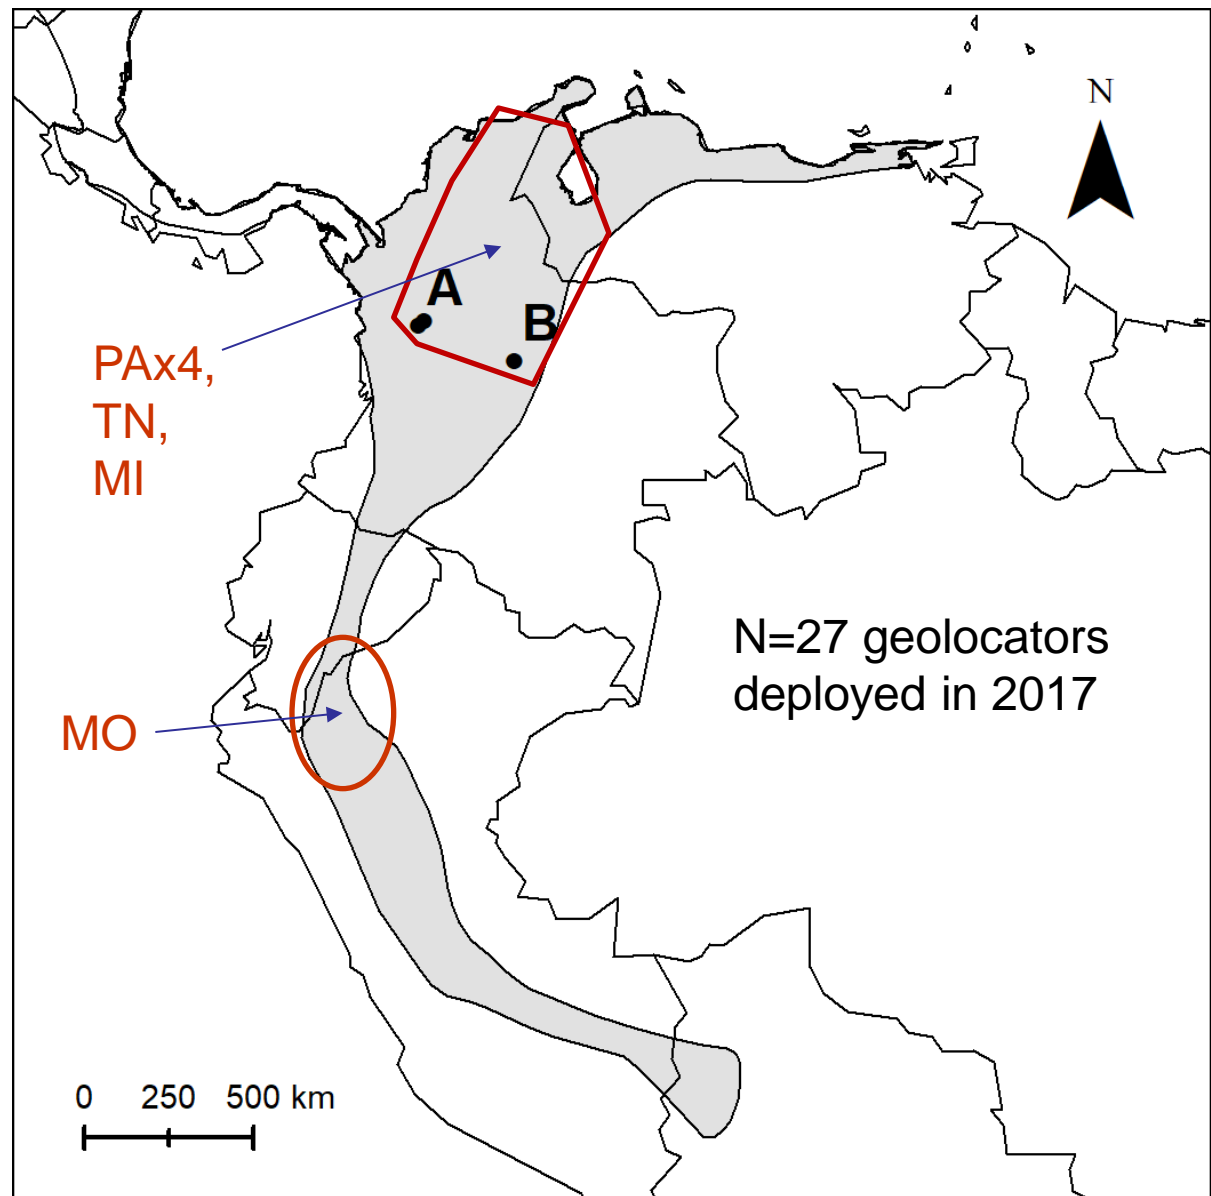 N
A
B
PAx4,
TN,
MI
N=27 geolocators
deployed in 2017
MO
0 250 500 km